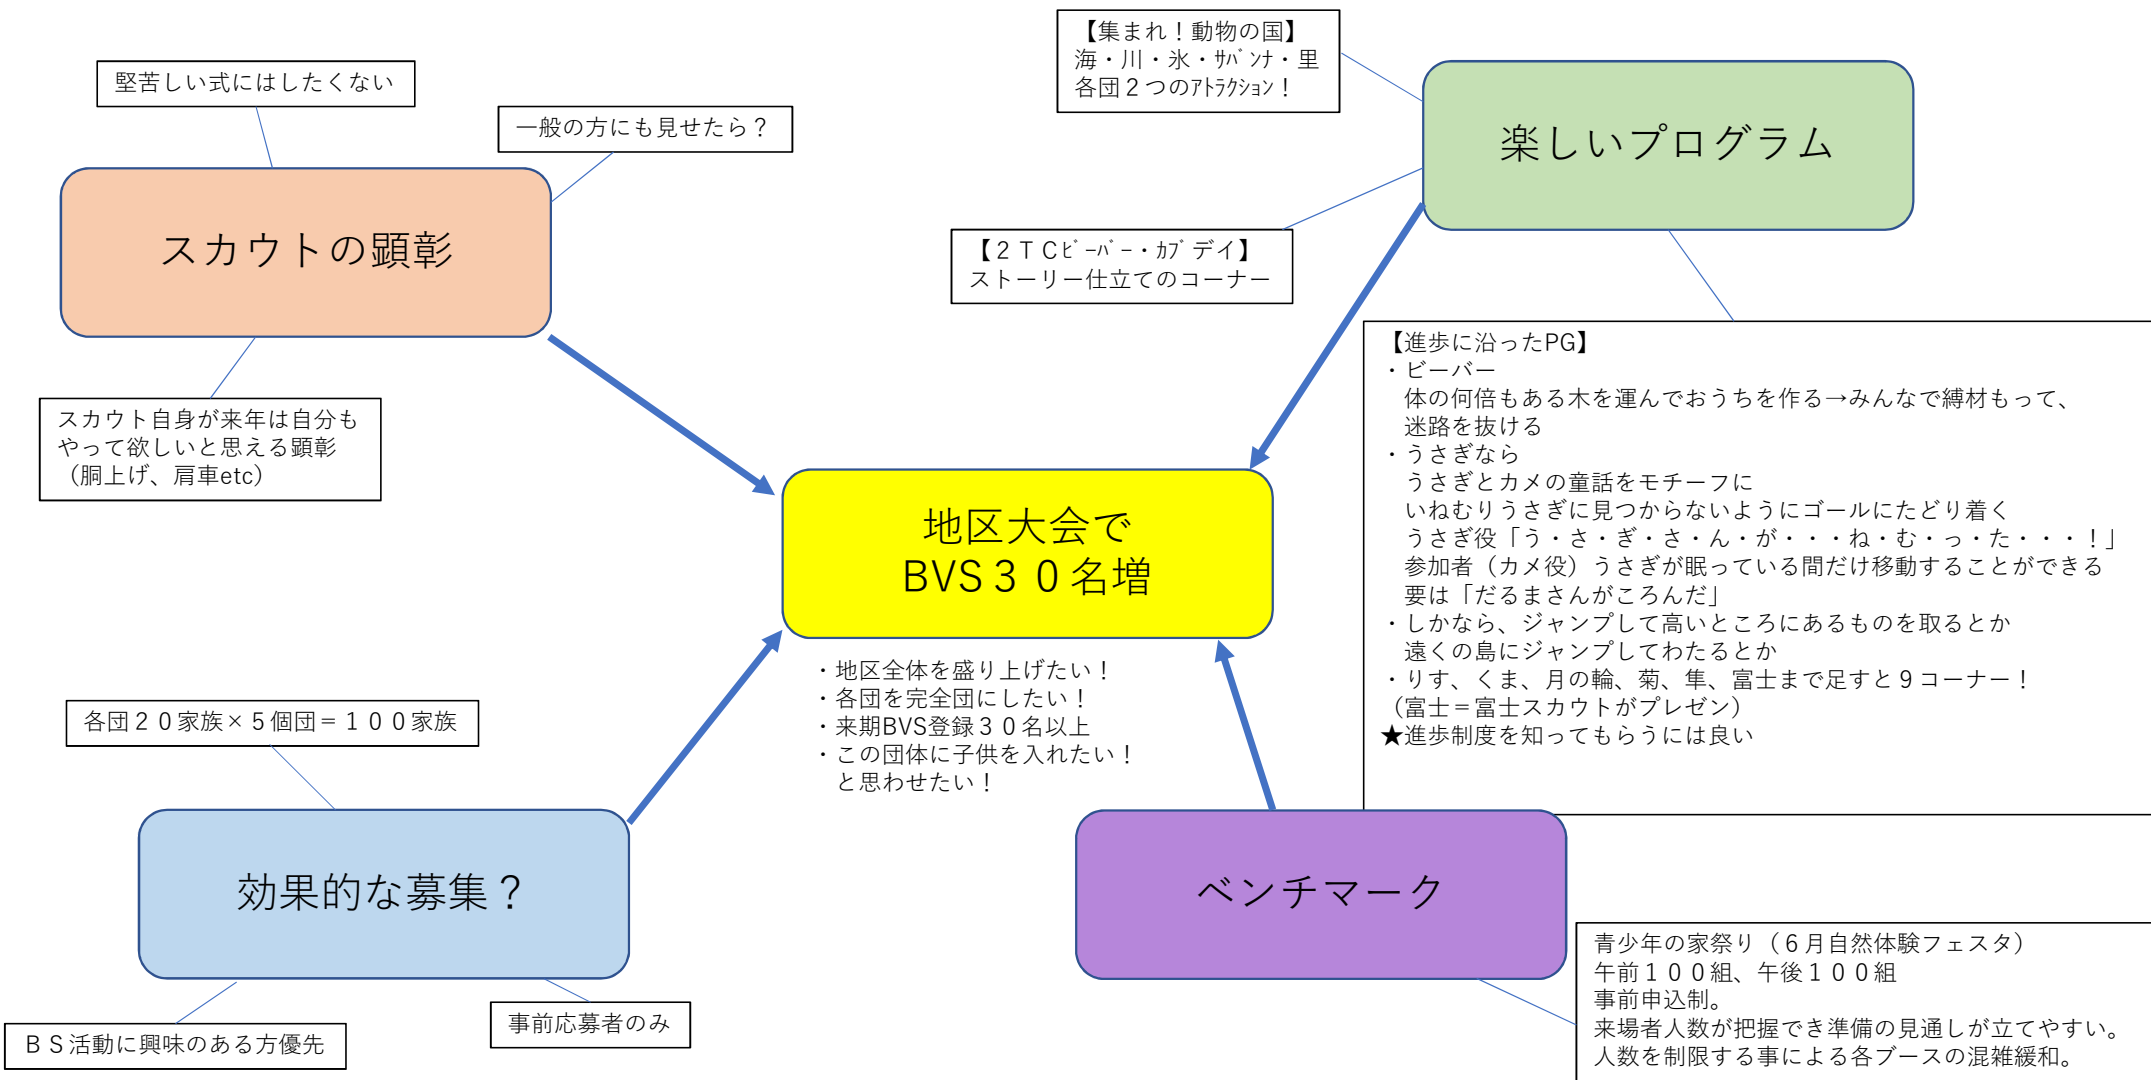 堅苦しい式にはしたくない
一般の方にも見せたら？
スカウトの顕彰
スカウト自身が来年は自分も
やって欲しいと思える顕彰
（胴上げ、肩車etc）
【集まれ！動物の国】
海・川・氷・ｻﾊﾞﾝﾅ・里
各団２つのｱﾄﾗｸｼｮﾝ！
楽しいプログラム
【２ＴＣﾋﾞｰﾊﾞｰ・ｶﾌﾞデイ】
ストーリー仕立てのコーナー
【進歩に沿ったPG】
・ビーバー
体の何倍もある木を運んでおうちを作る→みんなで縛材もって、
迷路を抜ける
・うさぎなら
うさぎとカメの童話をモチーフに
いねむりうさぎに見つからないようにゴールにたどり着く
うさぎ役「う・さ・ぎ・さ・ん・が・・・ね・む・っ・た・・・！」
参加者（カメ役）うさぎが眠っている間だけ移動することができる
要は「だるまさんがころんだ」
・しかなら、ジャンプして高いところにあるものを取るとか
遠くの島にジャンプしてわたるとか
・りす、くま、月の輪、菊、隼、富士まで足すと９コーナー！
（富士＝富士スカウトがプレゼン）
★進歩制度を知ってもらうには良い
地区大会で
BVS３０名増
・地区全体を盛り上げたい！
・各団を完全団にしたい！
・来期BVS登録３０名以上
・この団体に子供を入れたい！
と思わせたい！
各団２０家族×５個団＝１００家族
効果的な募集？
ＢＳ活動に興味のある方優先
事前応募者のみ
ベンチマーク
青少年の家祭り（６月自然体験フェスタ）
午前１００組、午後１００組
事前申込制。
来場者人数が把握でき準備の見通しが立てやすい。
人数を制限する事による各ブースの混雑緩和。